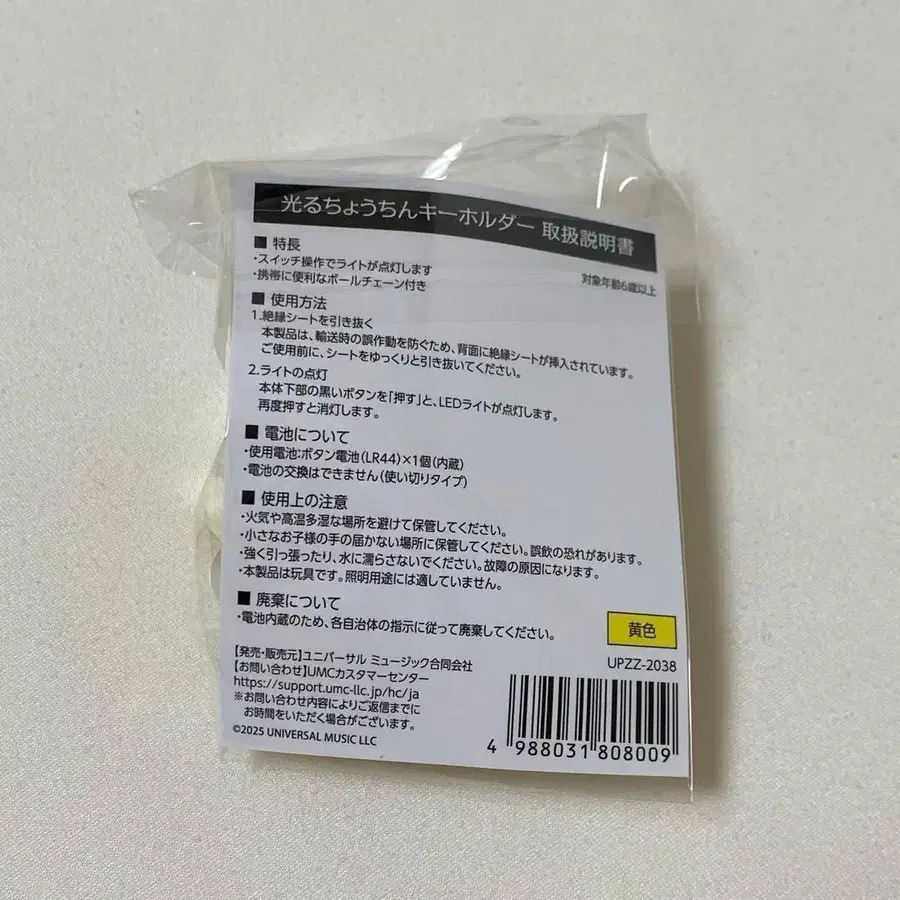 光るちょうちんキーホルダー 取扱説明書
対象年齢6歳以上
■ 特長
・スイッチ操作でライトが点灯します
・携帯に便利なボールチェーン付き
■ 使用方法
1.絶縁シートを引き抜く
本製品は、輸送時の誤作動を防ぐため、背面に絶縁シートが挿入されています。
ご使用前に、シートをゆっくりと引き抜いてください。
2.ライトの点灯
本体下部の黒いボタンを「押す」と、LEDライトが点灯します。
再度押すと消灯します。
■ 電池について
・使用電池:ボタン電池(LR44)×1個(内蔵)
・電池の交換はできません(使い切りタイプ)
■ 使用上の注意
・火気や高温多湿な場所を避けて保管してください。
・小さなお子様の手の届かない場所に保管してください。誤飲の恐れがあります。
・強く引っ張ったり、水に濡らさないでください。故障の原因になります。
・本製品は玩具です。照明用途には適していません。
■ 廃棄について
・電池内蔵のため、各自治体の指示に従って廃棄してください。
黄色
UPZZ-2038
【発売・販売元】ユニバーサル ミュージック合同会社
【お問い合わせ】UMCカスタマーセンター
https://support.umc-llc.jp/hc/ja
※お問い合わせ内容によりご返信までに
お時間をいただく場合がございます。
©2025 UNIVERSAL MUSIC LLC
4 988031 808009